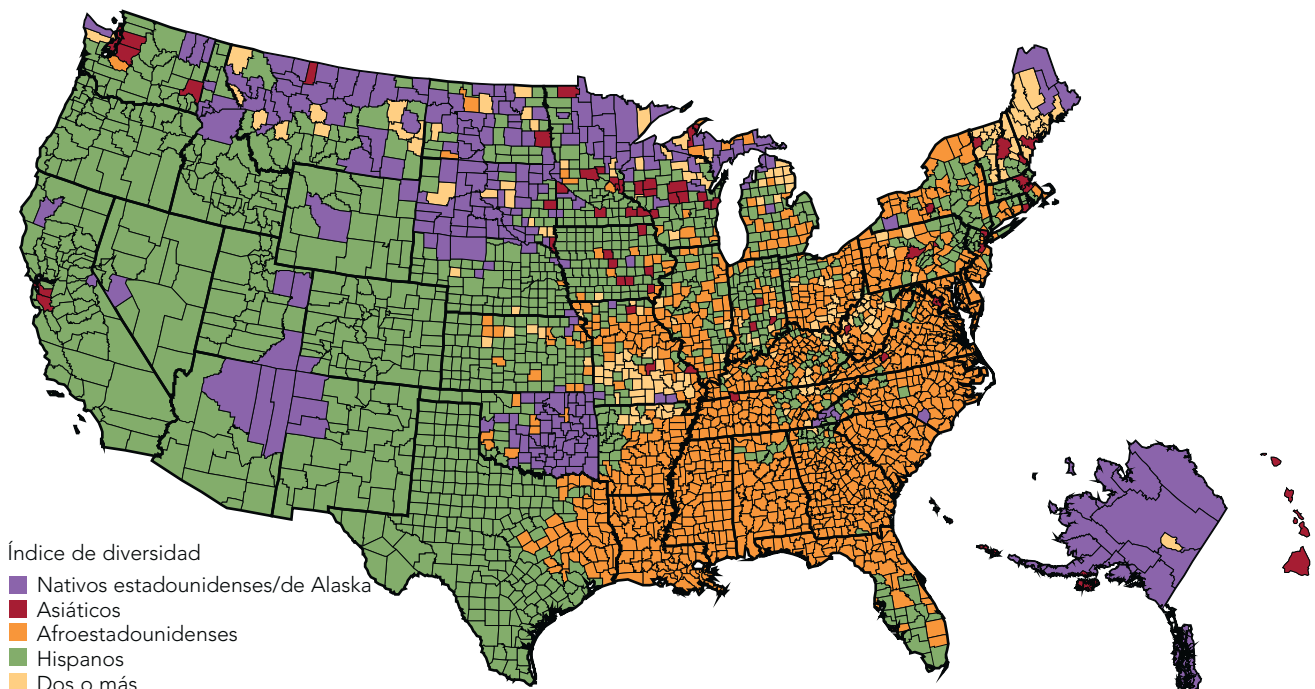 Índice de diversidad
Nativos estadounidenses/de Alaska
Asiáticos
Afroestadounidenses
Hispanos
Dos o más